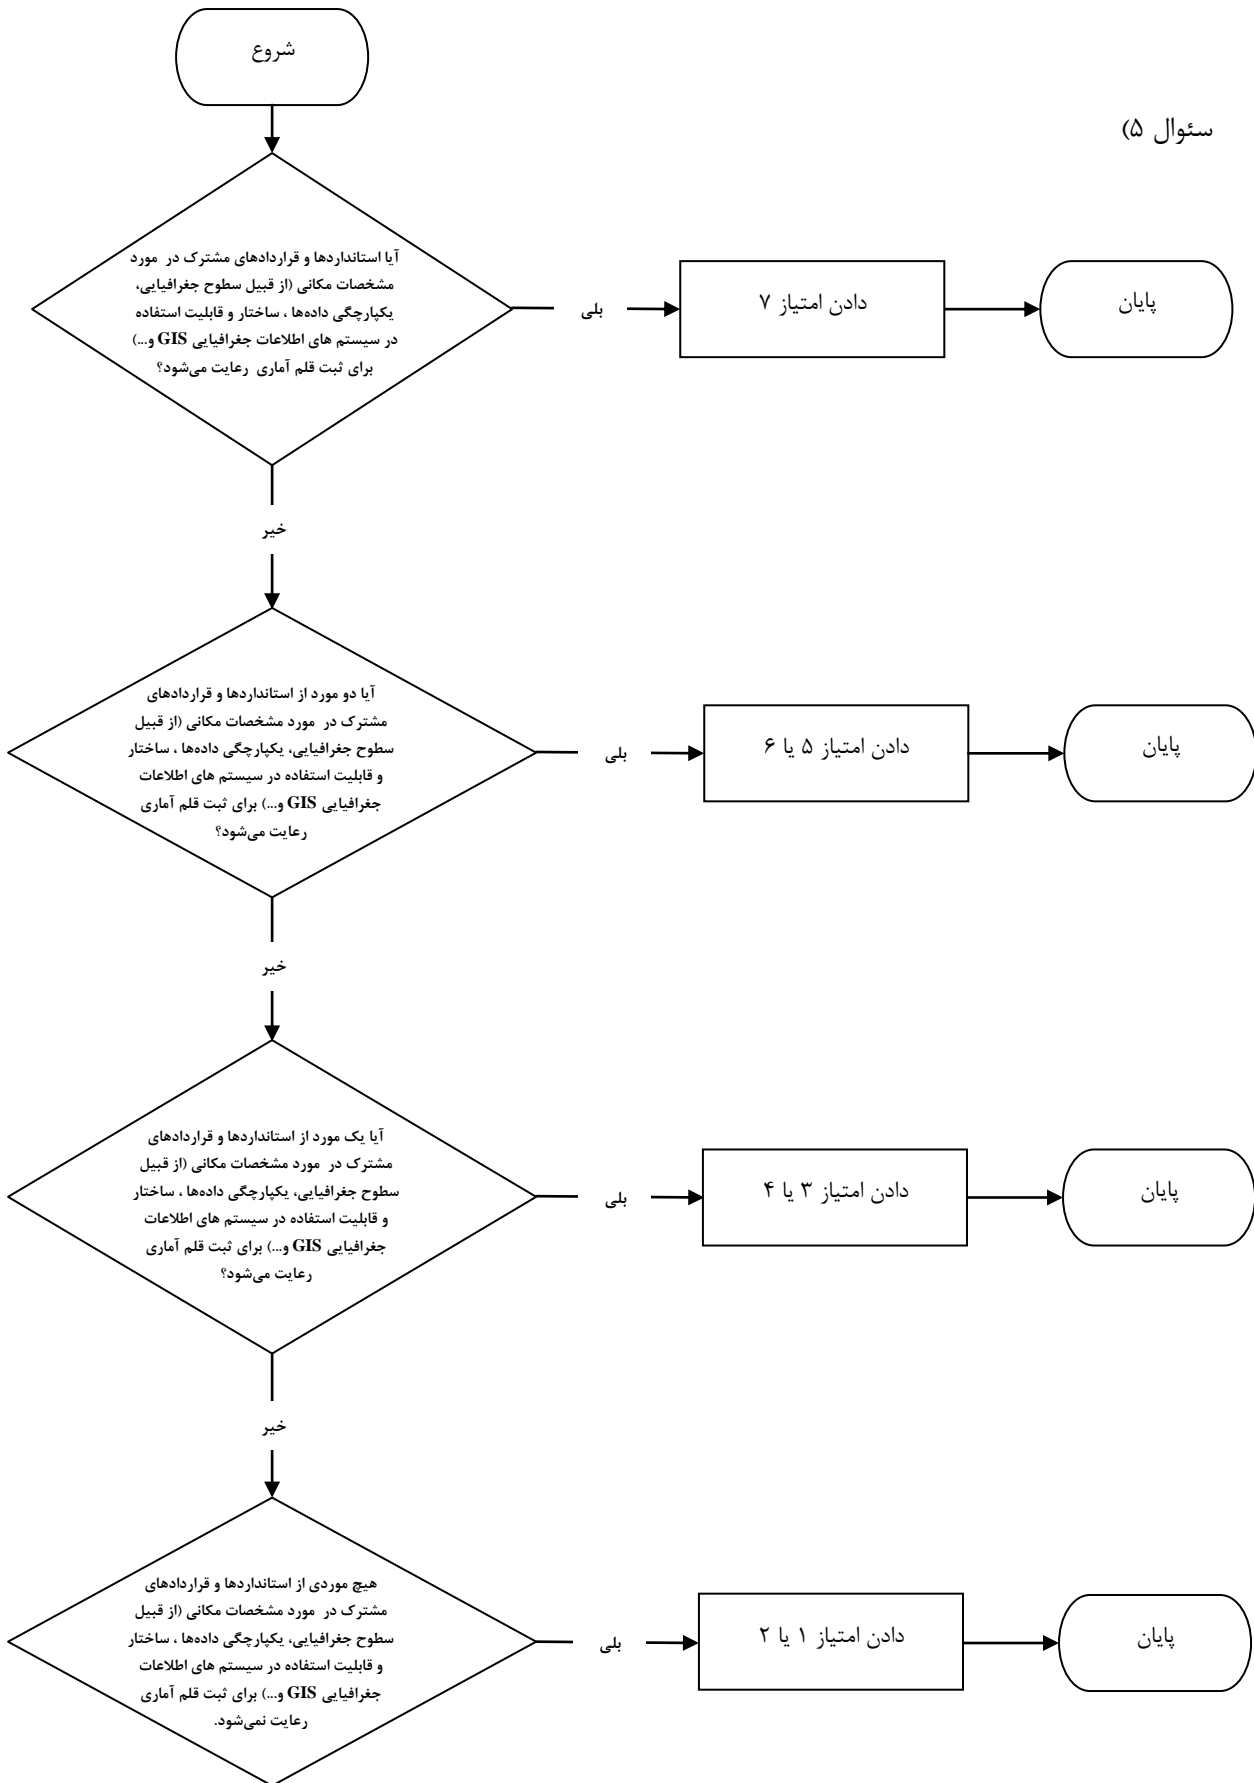 شروع
سئوال ۵)
آیا استانداردها و قراردادهای مشترک در مورد
مشخصات مکانی (از قبیل سطوح جغرافیایی،
یکپارچگی داده‌ها ، ساختار و قابلیت استفاده
در سیستم های اطلاعات جغرافیایی GIS و...)
برای ثبت قلم آماری رعایت می‌شود؟
بلی
دادن امتیاز ۷
پایان
خیر
آیا دو مورد از استانداردها و قراردادهای
مشترک در مورد مشخصات مکانی (از قبیل
سطوح جغرافیایی، یکپارچگی داده‌ها ، ساختار
و قابلیت استفاده در سیستم های اطلاعات
جغرافیایی GIS و...) برای ثبت قلم آماری
رعایت می‌شود؟
بلی
دادن امتیاز ۵ یا ۶
پایان
خیر
آیا یک مورد از استانداردها و قراردادهای
مشترک در مورد مشخصات مکانی (از قبیل
سطوح جغرافیایی، یکپارچگی داده‌ها ، ساختار
و قابلیت استفاده در سیستم های اطلاعات
جغرافیایی GIS و...) برای ثبت قلم آماری
رعایت می‌شود؟
بلی
دادن امتیاز ۳ یا ۴
پایان
خیر
هیچ موردی از استانداردها و قراردادهای
مشترک در مورد مشخصات مکانی (از قبیل
سطوح جغرافیایی، یکپارچگی داده‌ها ، ساختار
و قابلیت استفاده در سیستم های اطلاعات
جغرافیایی GIS و...) برای ثبت قلم آماری
رعایت نمی‌شود.
بلی
دادن امتیاز ۱ یا ۲
پایان